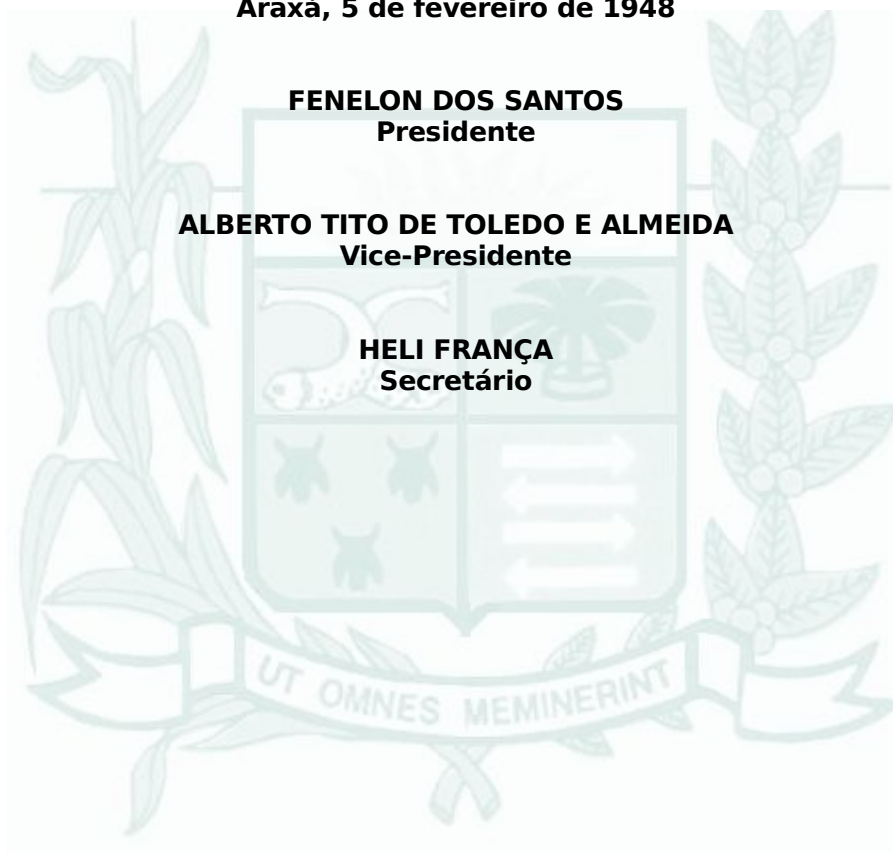 Araxá, 5 de fevereiro de 1948
FENELON DOS SANTOS
Presidente
ALBERTO TITO DE TOLEDO E ALMEIDA
Vice-Presidente
HELI FRANÇA
Secretário
UT OMNES MEMINERINT